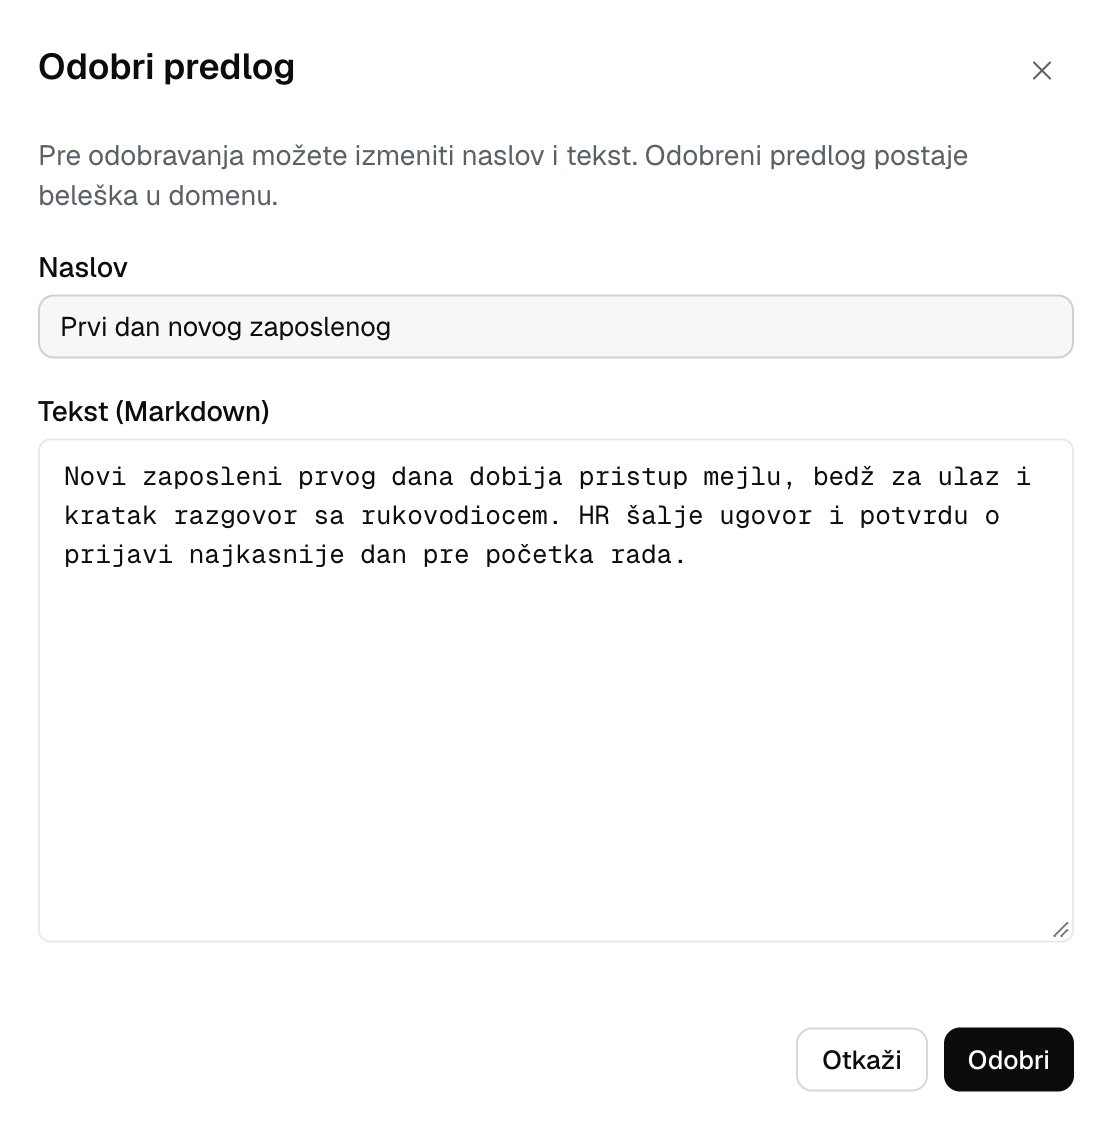 Odobri predlog
Pre odobravanja možete izmeniti naslov i tekst. Odobreni predlog postaje
beleška u domenu.
Naslov
Prvi dan novog zaposlenog
Tekst (Markdown)
Novi zaposleni prvog dana dobija pristup mejlu, bedž za ulaz i
kratak razgovor sa rukovodiocem. HR šalje ugovor i potvrdu o
prijavi najkasnije dan pre početka rada.
Otkaži
Odobri